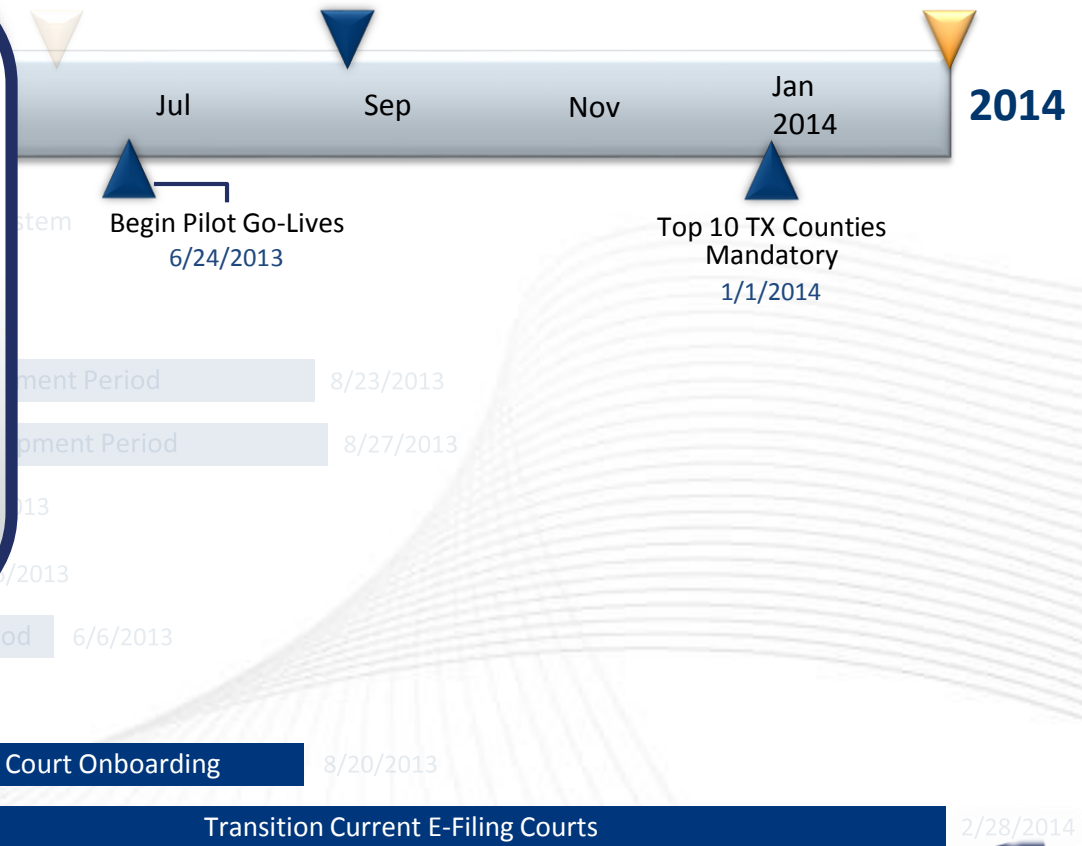 Jul
Sep
Nov
Jan
2014
2014
stem
Begin Pilot Go-Lives
6/24/2013
Top 10 TX Counties
Mandatory
1/1/2014
ment Period
8/23/2013
pment Period
8/27/2013
013
/2013
od
6/6/2013
Court Onboarding
8/20/2013
Transition Current E-Filing Courts
2/28/2014